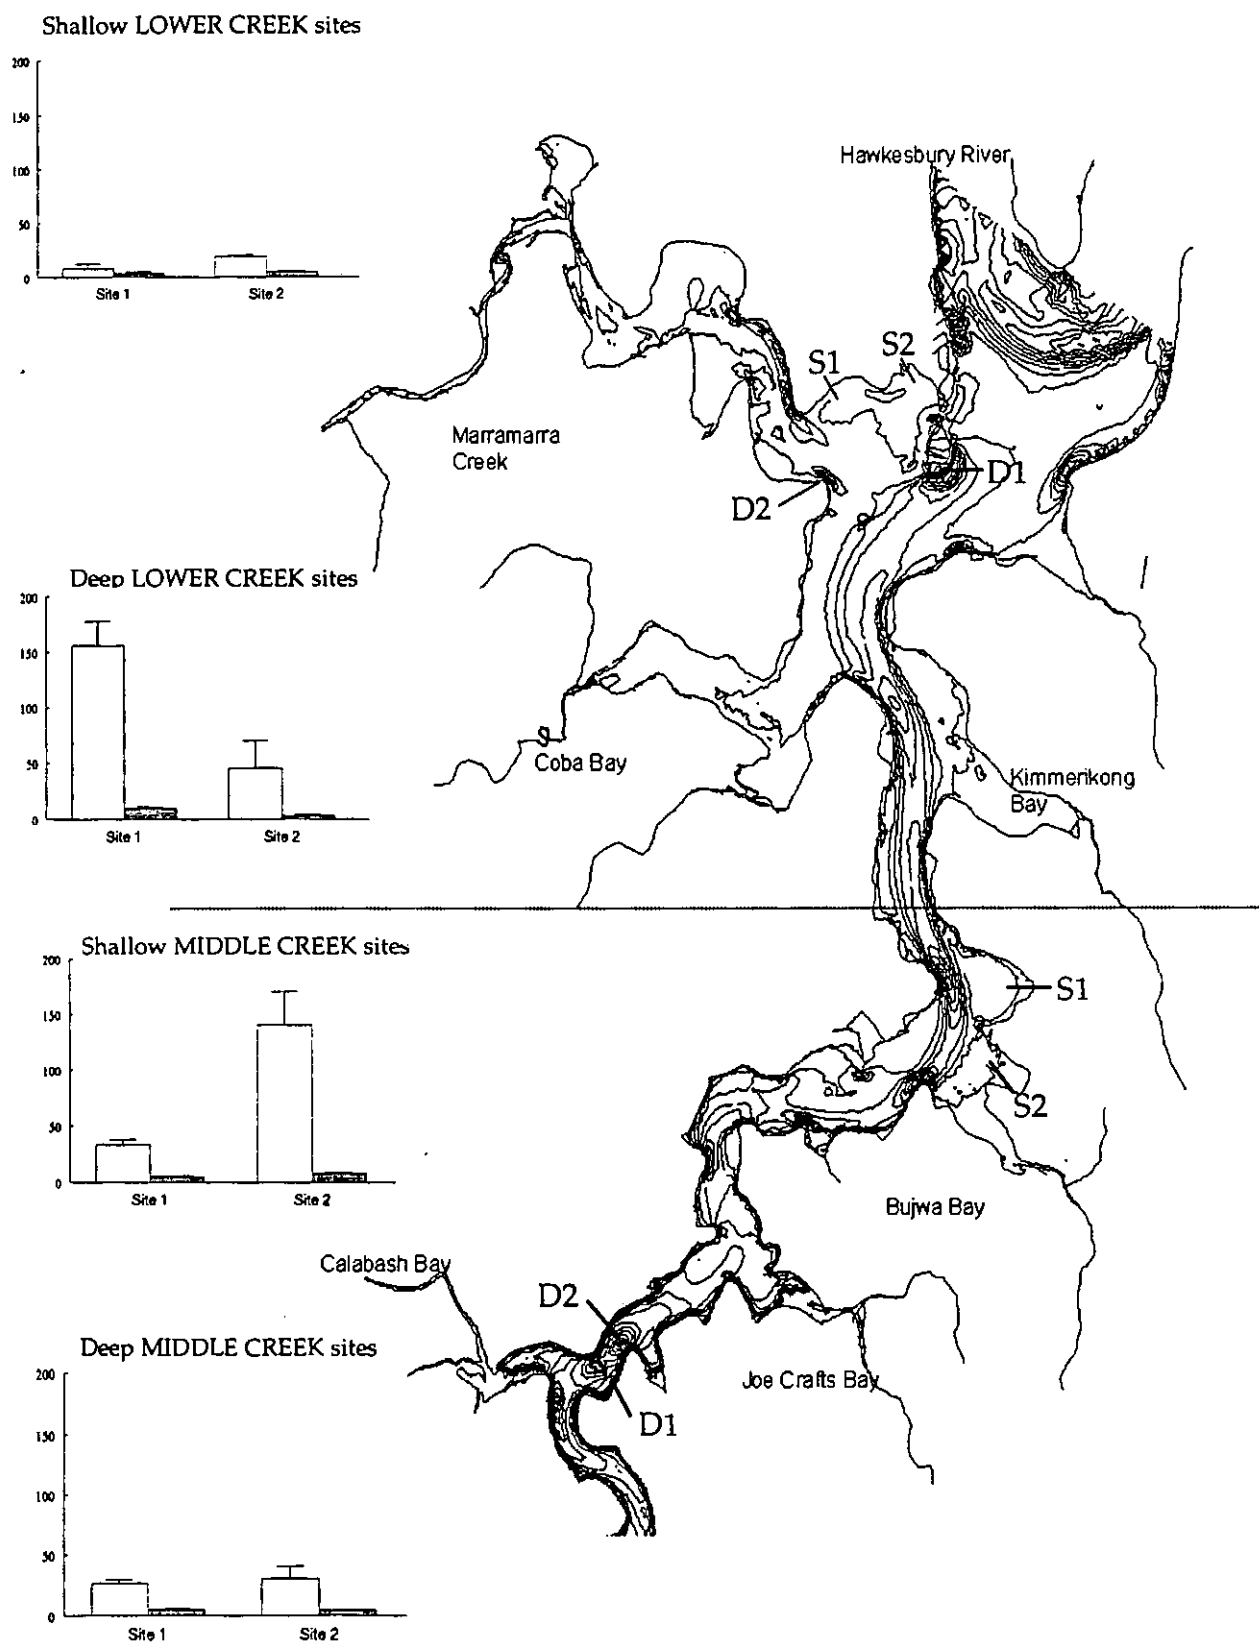 Shallow LOWER CREEK sites
200
150
100
50
0
Site 1
Site 2
Hawkesbury River
S1
S2
Marramarra
Creek
D1
D2
Deep LOWER CREEK sites
200
150
100
50
0
Site 1
Site 2
Coba Bay
Kimmerikong
Bay
Shallow MIDDLE CREEK sites
200
150
100
50
0
Site 1
Site 2
S1
S2
Bujwa Bay
Calabash Bay
D2
Deep MIDDLE CREEK sites
Joe Crafts Bay
D1
200
150
100
50
0
Site 1
Site 2